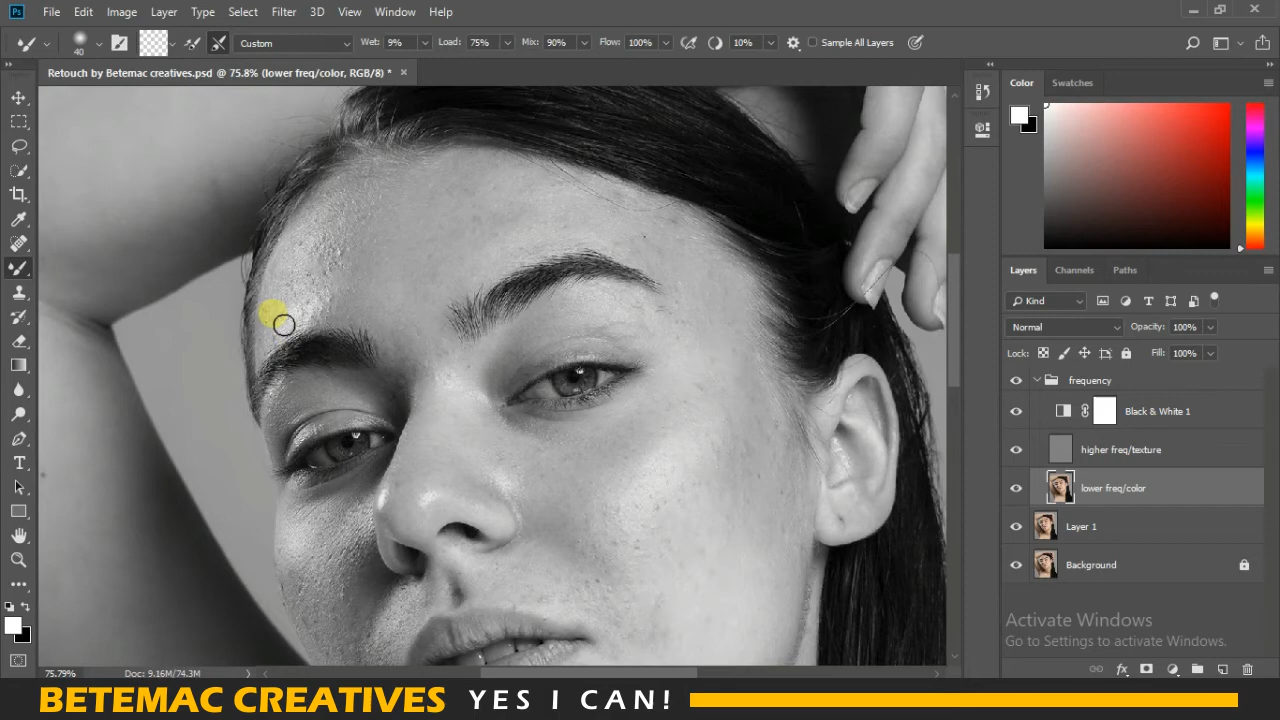 Ps File Edit Image Layer Type Select Filter 3D View Window Help
40 Custom Wet: 9% Load: 75% Mix: 90% Flow: 100% 10% Sample All Layers
Retouch by Betemac creatives.psd @ 75.8% (lower freq/color, RGB/8) *
Color Swatches
Layers Channels Paths
Kind
Normal Opacity: 100%
Lock: Fill: 100%
frequency
Black & White 1
higher freq/texture
lower freq/color
Layer 1
Background
Activate Windows
Go to Settings to activate Windows.
75.79% Doc: 9.16M/74.3M
BETEMAC CREATIVES YES I CAN!